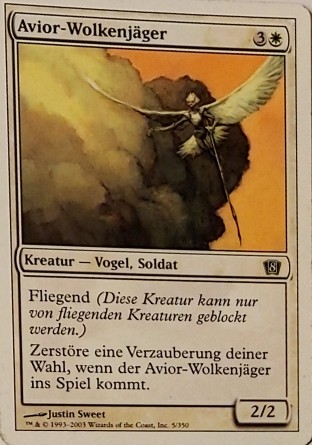 Avior-Wolkenjäger 3
Kreatur — Vogel, Soldat 8
Fliegend (Diese Kreatur kann nur
von fliegenden Kreaturen geblockt
werden.)
Zerstöre eine Verzauberung deiner
Wahl, wenn der Avior-Wolkenjäger
ins Spiel kommt.
Justin Sweet
™ & © 1993–2003 Wizards of the Coast, Inc. 5/350
2/2